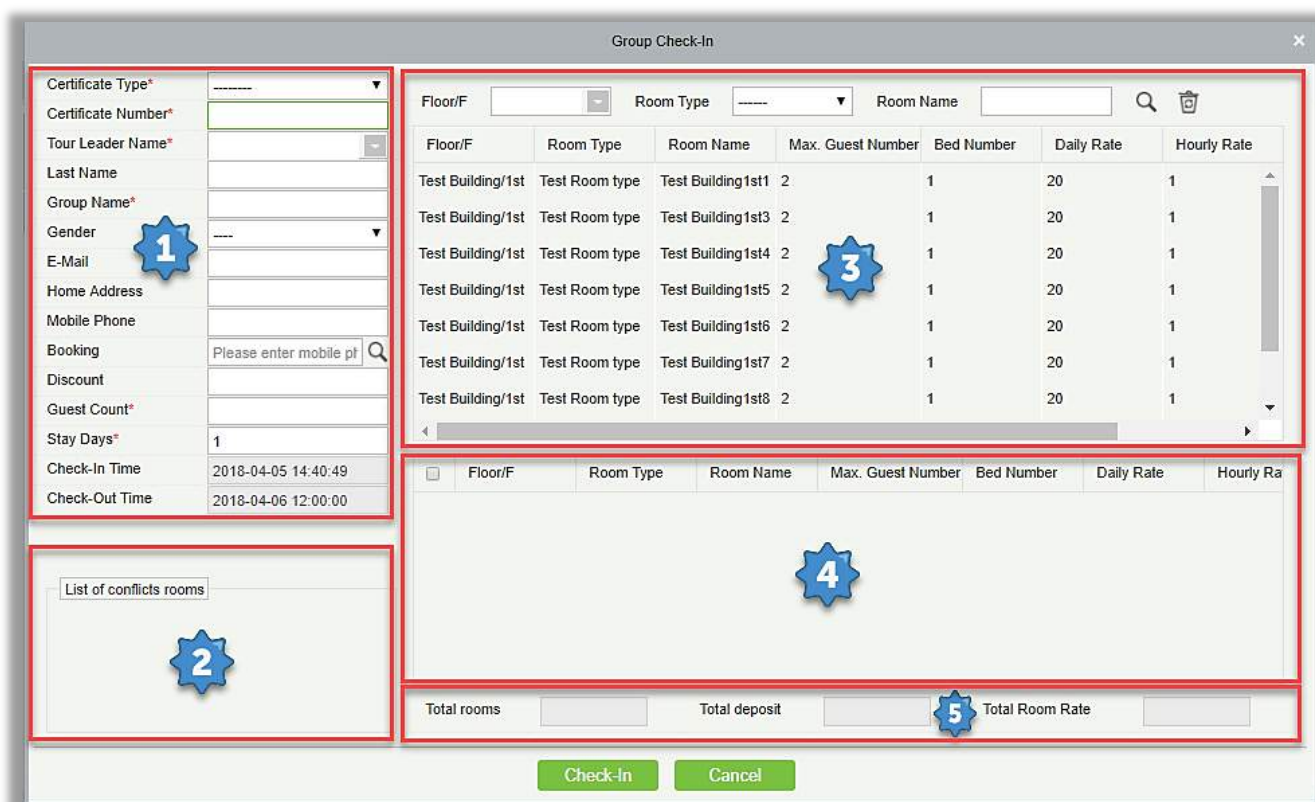 Group Check-In ×
Certificate Type* --------
Certificate Number*
Tour Leader Name*
Last Name
Group Name*
Gender ----
E-Mail
Home Address
Mobile Phone
Booking Please enter mobile ph
Discount
Guest Count*
Stay Days* 1
Check-In Time 2018-04-05 14:40:49
Check-Out Time 2018-04-06 12:00:00
1
List of conflicts rooms
2
Floor/F Room Type ------ Room Name
Floor/F Room Type Room Name Max. Guest Number Bed Number Daily Rate Hourly Rate
Test Building/1st Test Room type Test Building1st1 2 1 20 1
Test Building/1st Test Room type Test Building1st3 2 1 20 1
Test Building/1st Test Room type Test Building1st4 2 1 20 1
Test Building/1st Test Room type Test Building1st5 2 1 20 1
Test Building/1st Test Room type Test Building1st6 2 1 20 1
Test Building/1st Test Room type Test Building1st7 2 1 20 1
Test Building/1st Test Room type Test Building1st8 2 1 20 1
3
Floor/F Room Type Room Name Max. Guest Number Bed Number Daily Rate Hourly Ra
4
Total rooms Total deposit 5 Total Room Rate
Check-In Cancel